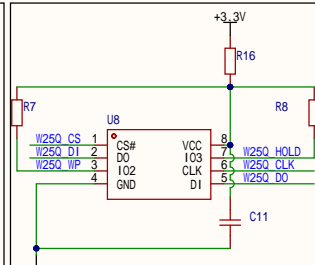 +3.3V
R16
R7
R8
U8
W25Q_CS 1 CS# VCC 8
W25Q_DI 2 DO IO3 7 W25Q_HOLD
W25Q_WP 3 IO2 CLK 6 W25Q_CLK
4 GND DI 5 W25Q_DO
C11